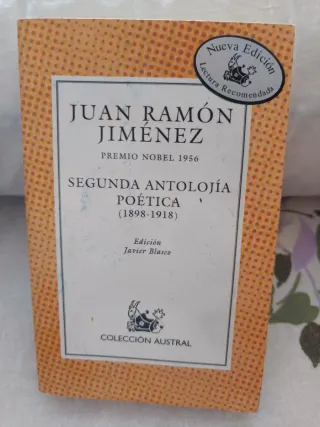 Nueva Edición
Lectura Recomendada
JUAN RAMÓN
JIMÉNEZ
PREMIO NOBEL 1956
SEGUNDA ANTOLOJÍA
POÉTICA
(1898-1918)
Edición
Javier Blasco
COLECCIÓN AUSTRAL